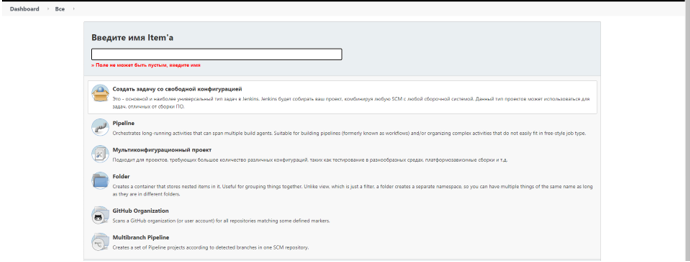 Dashboard › Все ›
Введите имя Item'а
» Поле не может быть пустым, введите имя
Создать задачу со свободной конфигурацией
Это - основной и наиболее универсальный тип задач в Jenkins. Jenkins будет собирать ваш проект, комбинируя любую SCM с любой сборочной системой. Данный тип проектов может использоваться для
задач, отличных от сборки ПО.
Pipeline
Orchestrates long-running activities that can span multiple build agents. Suitable for building pipelines (formerly known as workflows) and/or organizing complex activities that do not easily fit in free-style job type.
Мультиконфигурационный проект
Подходит для проектов, требующих большое количество различных конфигураций, таких как тестирование в разнообразных средах, платформозависимые сборки и т.д.
Folder
Creates a container that stores nested items in it. Useful for grouping things together. Unlike view, which is just a filter, a folder creates a separate namespace, so you can have multiple things of the same name as long
as they are in different folders.
GitHub Organization
Scans a GitHub organization (or user account) for all repositories matching some defined markers.
Multibranch Pipeline
Creates a set of Pipeline projects according to detected branches in one SCM repository.